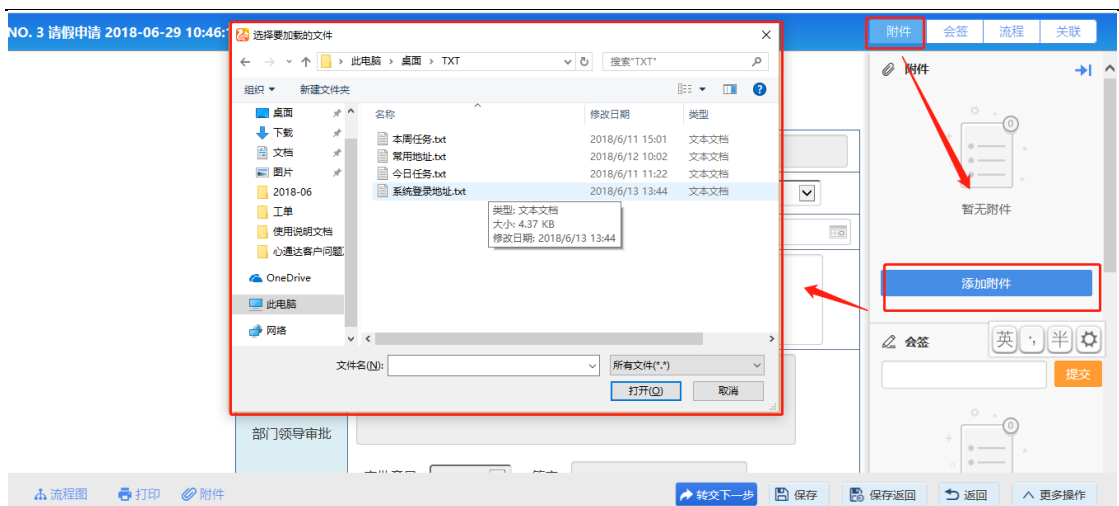 NO. 3 请假申请 2018-06-29 10:46:
附件 会签 流程 关联
选择要加载的文件
此电脑 › 桌面 › TXT
搜索"TXT"
组织 新建文件夹
桌面
下载
文档
图片
2018-06
工单
使用说明文档
心通达客户问题
OneDrive
此电脑
网络
名称 修改日期 类型
本周任务.txt 2018/6/11 15:01 文本文档
常用地址.txt 2018/6/12 10:02 文本文档
今日任务.txt 2018/6/11 11:22 文本文档
系统登录地址.txt 2018/6/13 13:44 文本文档
类型: 文本文档
大小: 4.37 KB
修改日期: 2018/6/13 13:44
文件名(N):
所有文件(*.*)
打开(O) 取消
附件
0
暂无附件
添加附件
会签
英 ·, 半
提交
0
部门领导审批
流程图 打印 附件
转交下一步 保存 保存返回 返回 更多操作